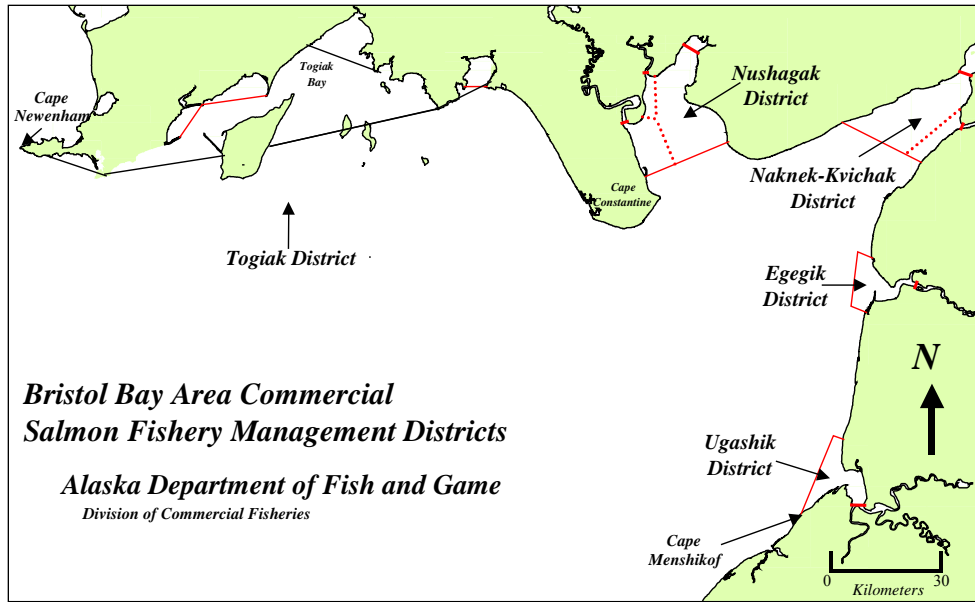 Togiak
Bay
Nushagak
District
Cape
Newenham
Naknek-Kvichak
District
Cape
Constantine
Togiak District
Egegik
District
N
Bristol Bay Area Commercial
Salmon Fishery Management Districts
Ugashik
District
Alaska Department of Fish and Game
Division of Commercial Fisheries
Cape
Menshikof
0
30
Kilometers